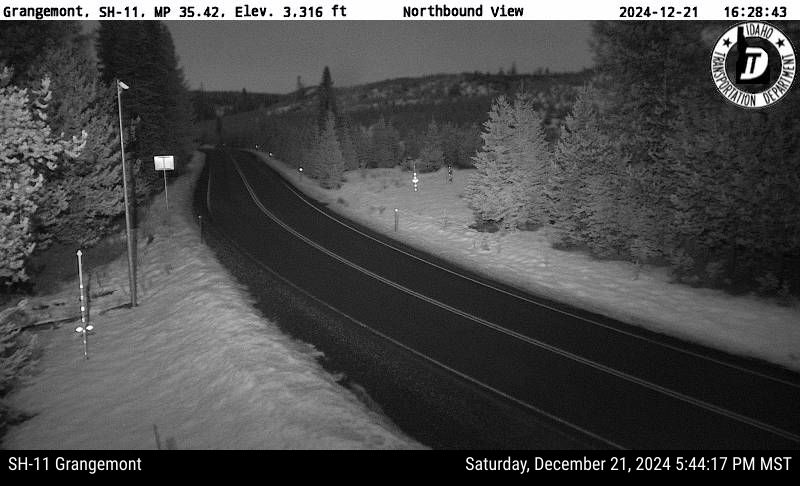 Grangemont, SH-11, MP 35.42, Elev. 3,316 ft Northbound View 2024-12-21 16:28:43
IDAHO
TRANSPORTATION DEPARTMENT
SH-11 Grangemont Saturday, December 21, 2024 5:44:17 PM MST